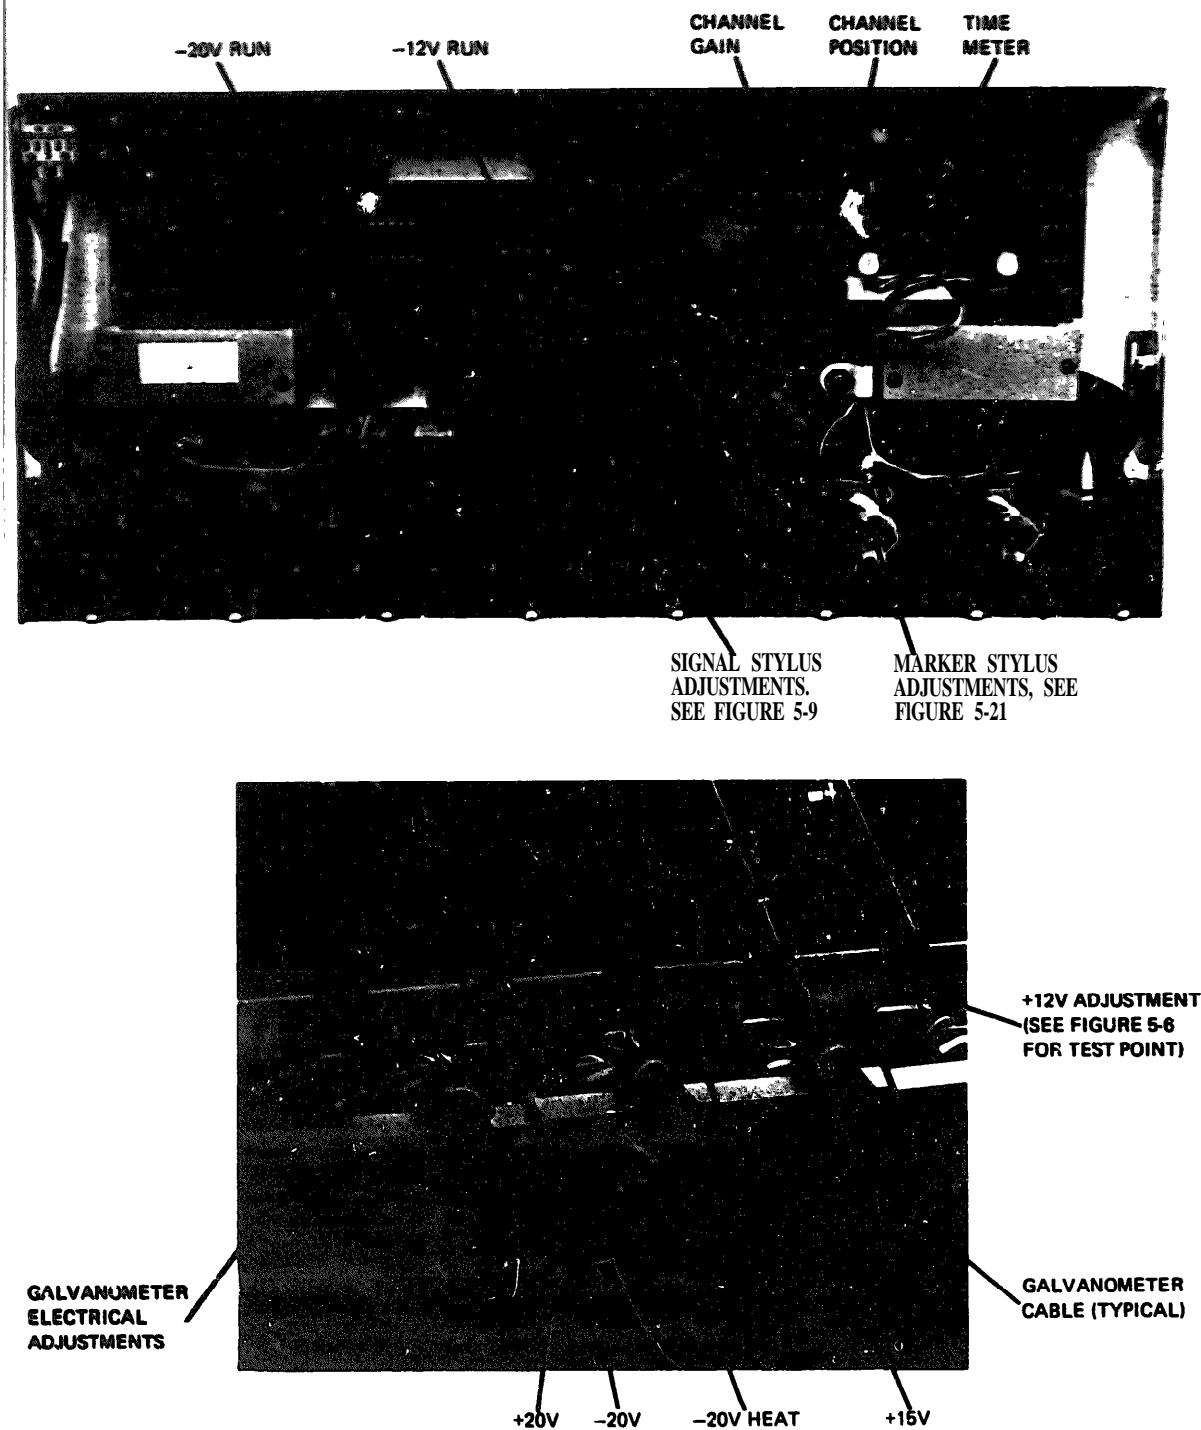 -20V RUN
-12V RUN
CHANNEL
GAIN
CHANNEL
POSITION
TIME
METER
SIGNAL STYLUS
ADJUSTMENTS.
SEE FIGURE 5-9
MARKER STYLUS
ADJUSTMENTS, SEE
FIGURE 5-21
+12V ADJUSTMENT
(SEE FIGURE 5-6
FOR TEST POINT)
GALVANOMETER
ELECTRICAL
ADJUSTMENTS
GALVANOMETER
CABLE (TYPICAL)
+20V
-20V
-20V HEAT
+15V